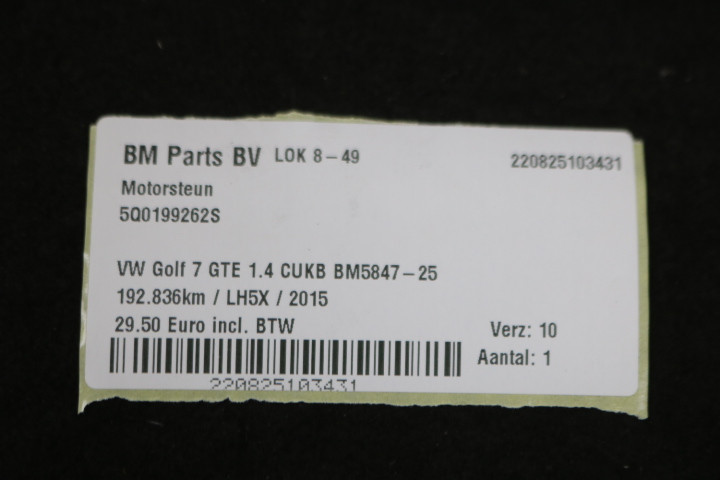 BM Parts BV LOK 8-49 220825103431
Motorsteun
5Q0199262S
VW Golf 7 GTE 1.4 CUKB BM5847-25
192.836km / LH5X / 2015
29.50 Euro incl. BTW Verz: 10
Aantal: 1
220825103431